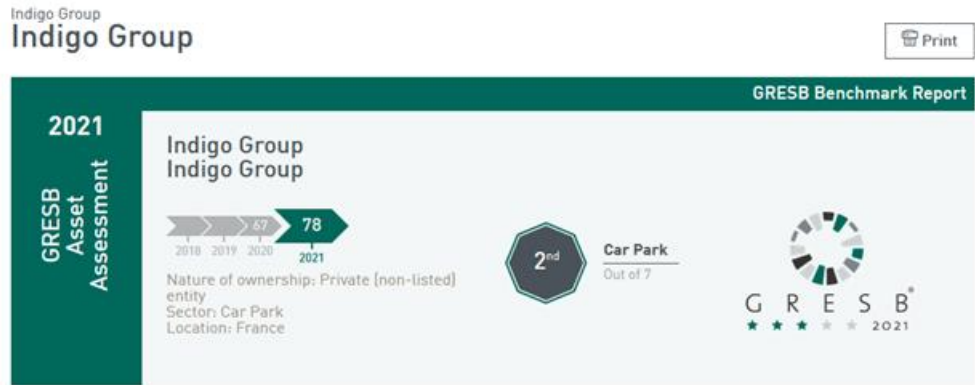 Indigo Group
Indigo Group
Print
GRESB Benchmark Report
2021
GRESB
Asset
Assessment
Indigo Group
Indigo Group
67
78
2018 2019 2020
2021
Nature of ownership: Private (non-listed)
entity
Sector: Car Park
Location: France
2nd
Car Park
Out of 7
G R E S B®
2021